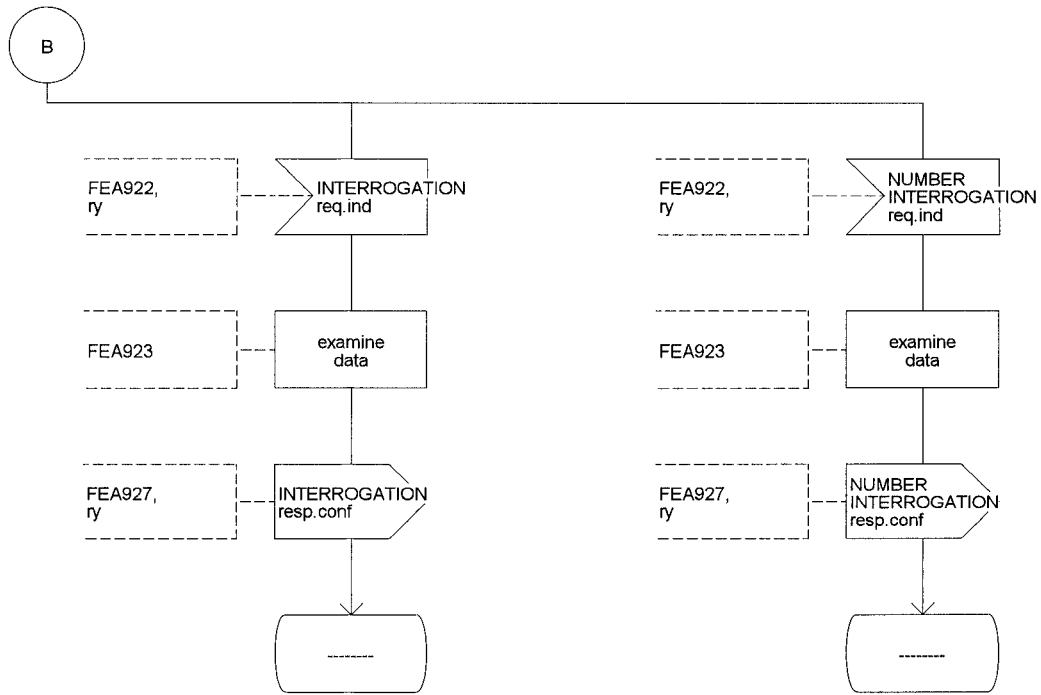 B
FEA922,
ry
INTERROGATION
req.ind
FEA922,
ry
NUMBER
INTERROGATION
req.ind
FEA923
examine
data
FEA923
examine
data
FEA927,
ry
INTERROGATION
resp.conf
FEA927,
ry
NUMBER
INTERROGATION
resp.conf
--------
--------